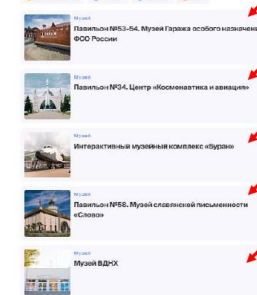 Музей
Павильон №53-54. Музей Гаража особого назначен
ФСО России
Музей
Павильон №34. Центр «Космонавтика и авиация»
Музей
Интерактивный музейный комплекс «Буран»
Музей
Павильон №58. Музей славянской письменности
«Слово»
Музей
Музей ВДНХ